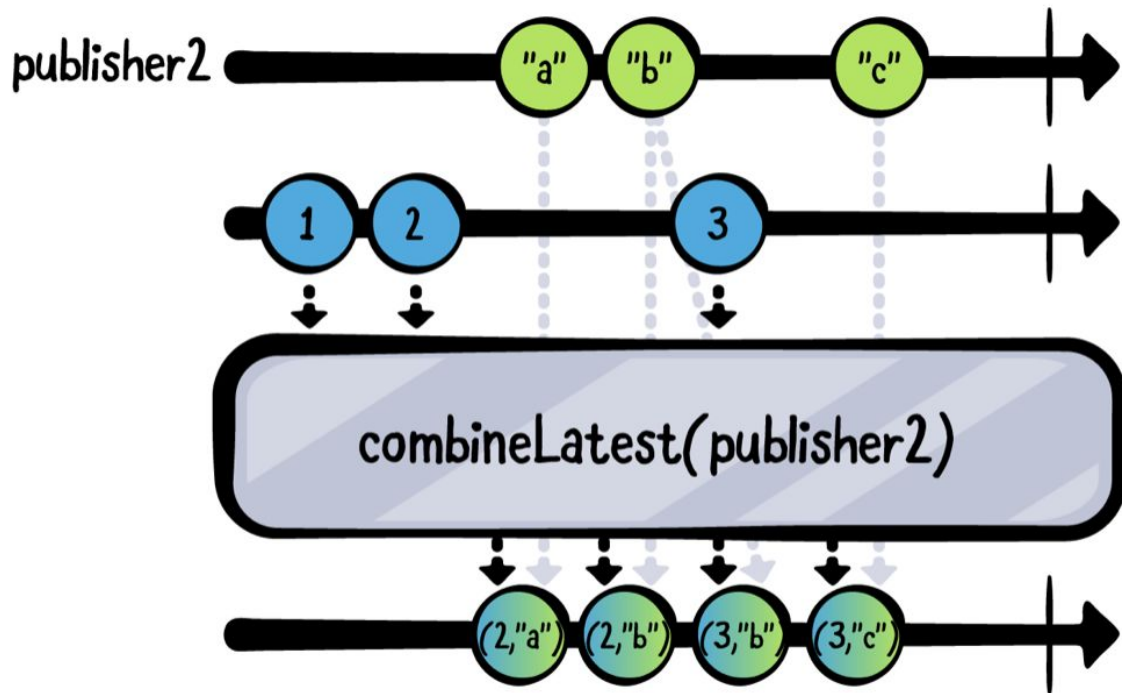 publisher2 "a" "b" "c"
1 2 3
combineLatest(publisher2)
(2,"a") (2,"b") (3,"b") (3,"c")